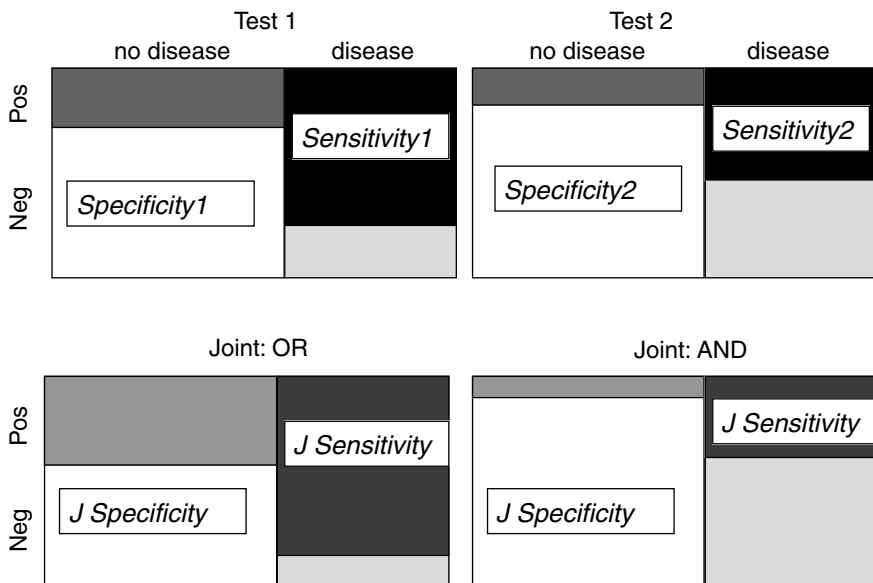 Test 1
Test 2
no disease
disease
no disease
disease
Pos
Neg
Sensitivity1
Specificity1
Sensitivity2
Specificity2
Joint: OR
Joint: AND
Pos
Neg
J Sensitivity
J Specificity
J Sensitivity
J Specificity